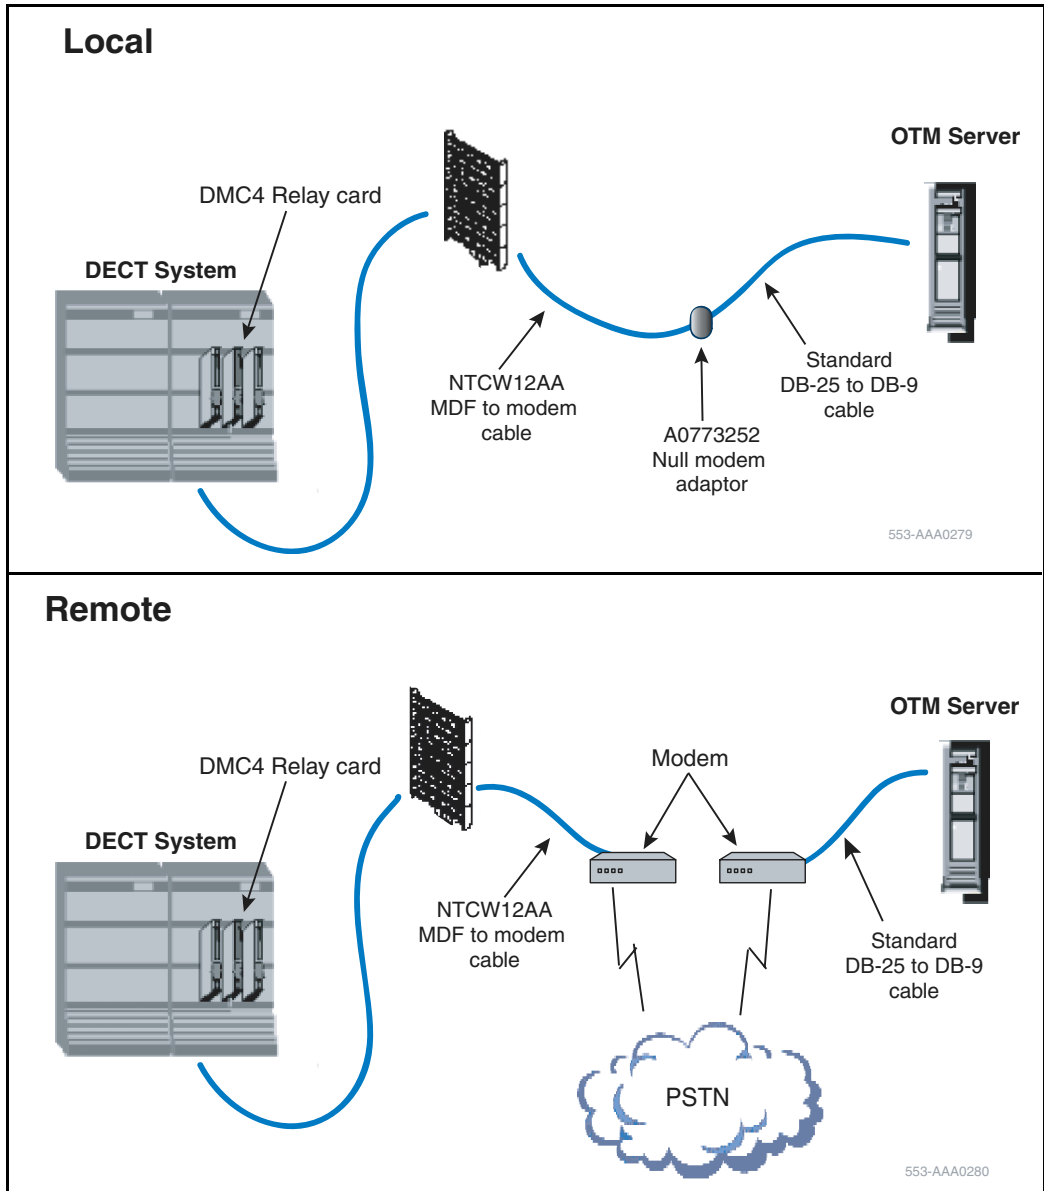 Local
OTM Server
DMC4 Relay card
DECT System
NTCW12AA
MDF to modem
cable
Standard
DB-25 to DB-9
cable
A0773252
Null modem
adaptor
553-AAA0279
Remote
OTM Server
Modem
DMC4 Relay card
DECT System
NTCW12AA
MDF to modem
cable
Standard
DB-25 to DB-9
cable
PSTN
553-AAA0280